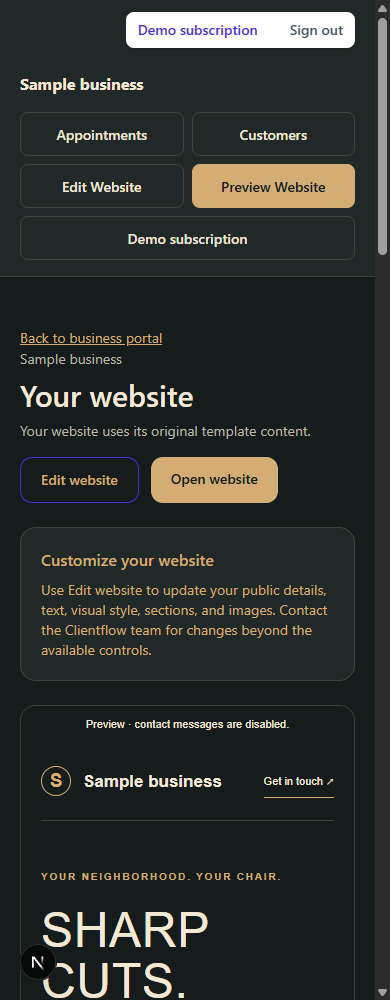 Demo subscription Sign out
Sample business
Appointments Customers
Edit Website Preview Website
Demo subscription
Back to business portal
Sample business
Your website
Your website uses its original template content.
Edit website Open website
Customize your website
Use Edit website to update your public details,
text, visual style, sections, and images. Contact
the Clientflow team for changes beyond the
available controls.
Preview · contact messages are disabled.
S Sample business Get in touch ↗
YOUR NEIGHBORHOOD. YOUR CHAIR.
SHARP
N CUTS.